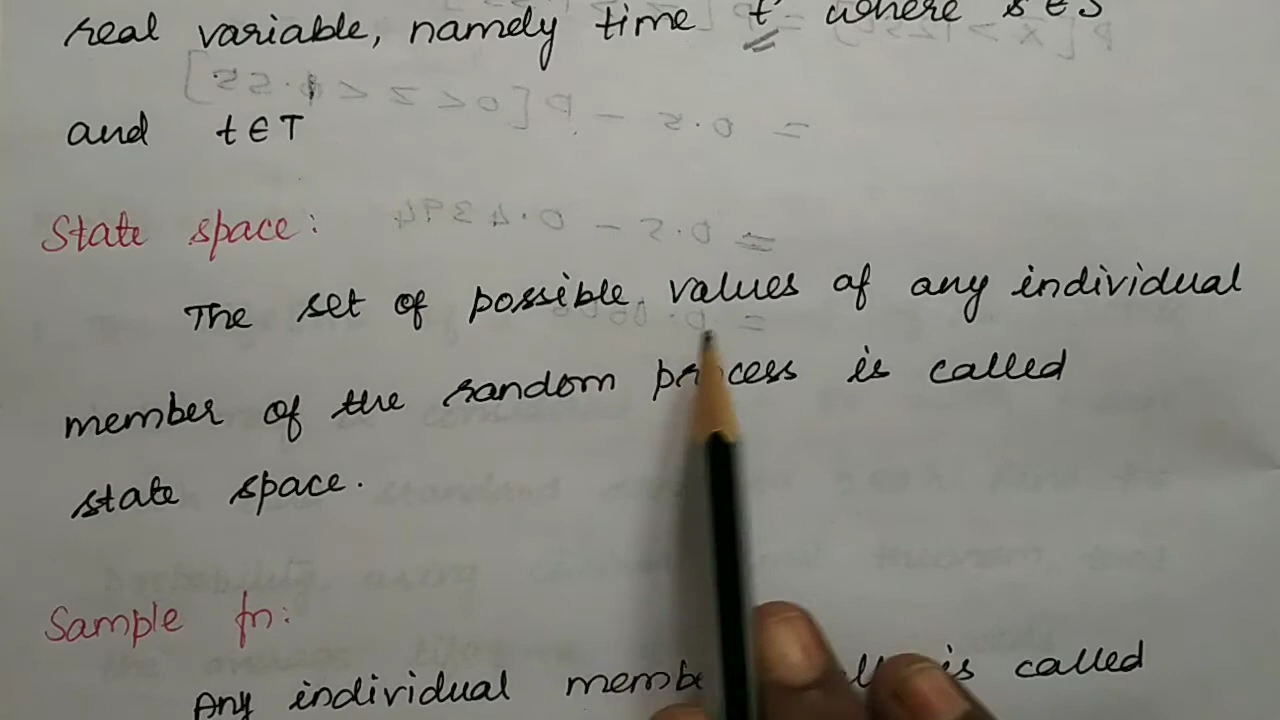 real variable, namely time t where s ∈ S
and t∈T
State space:
The set of possible values of any individual
member of the random process is called
state space.
Sample fn:
Any individual is called